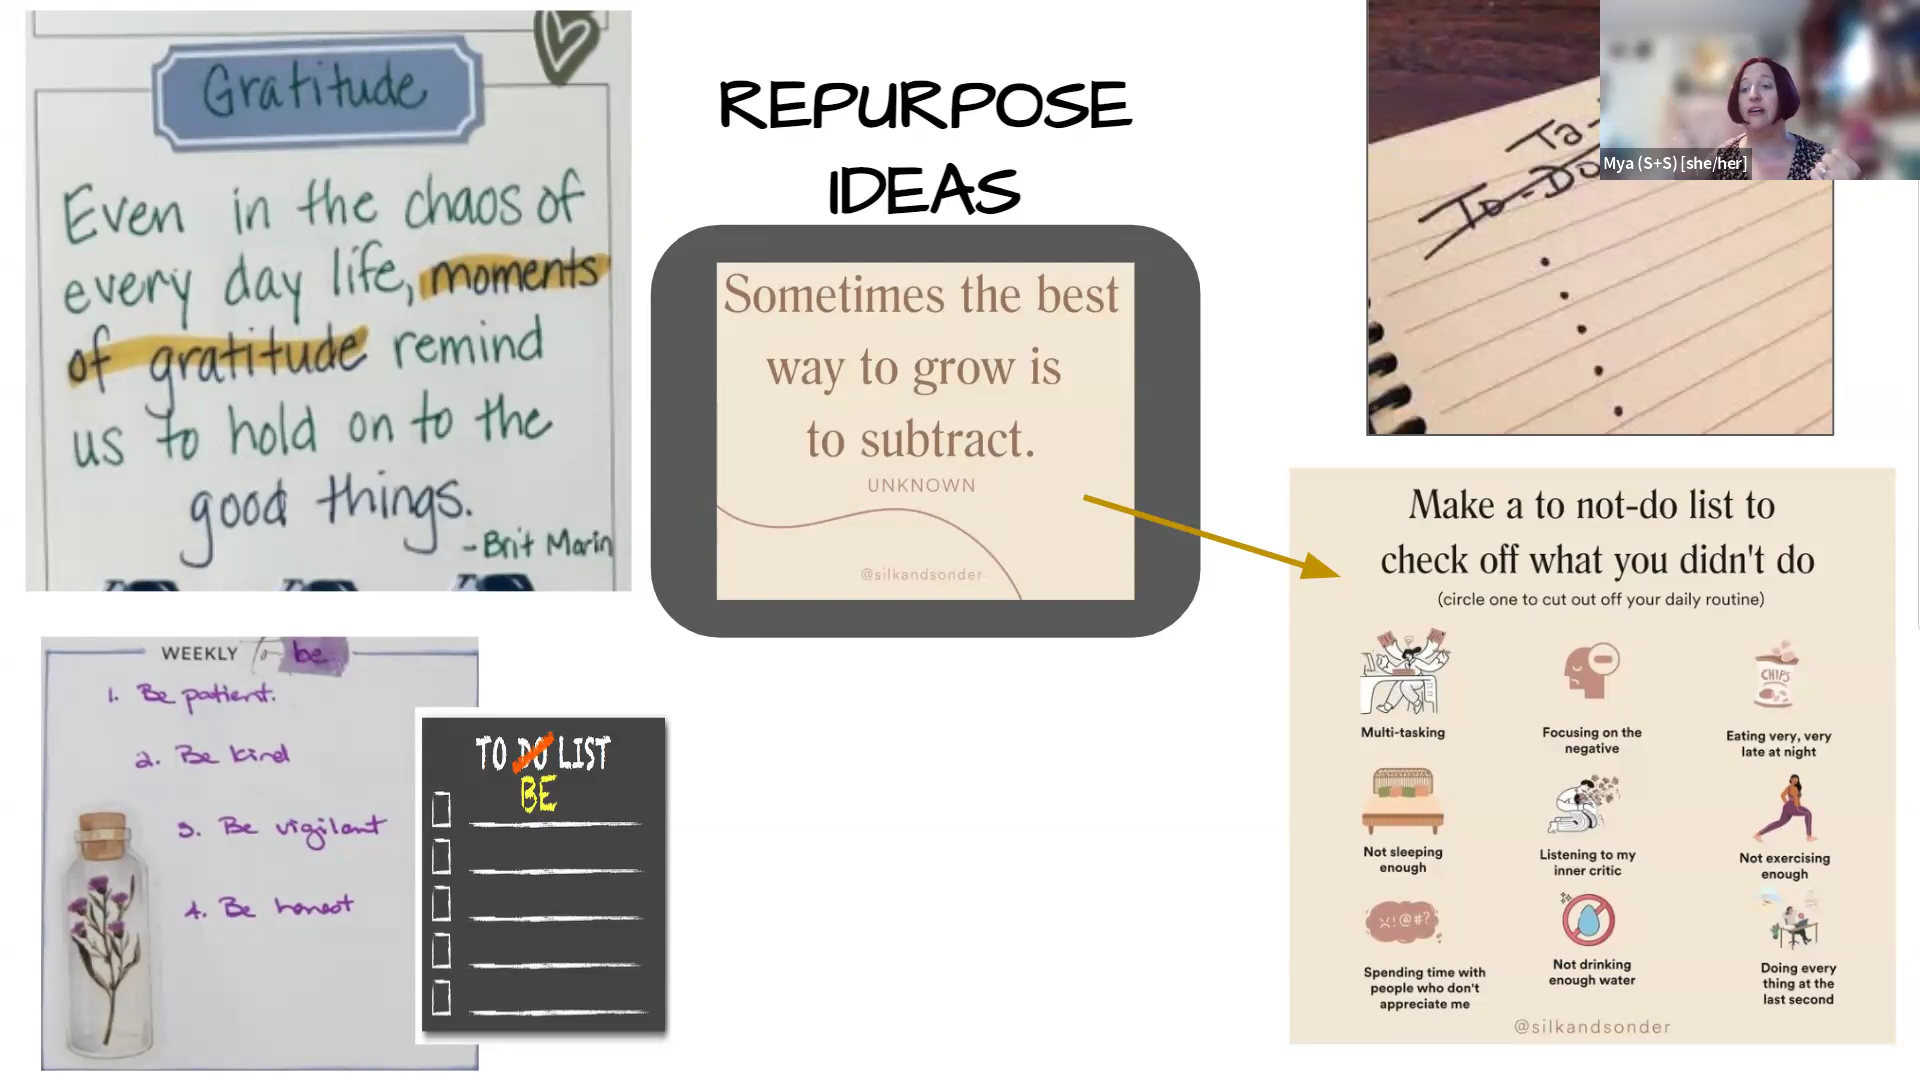 Gratitude
Even in the chaos of
every day life, moments
of gratitude remind
us to hold on to the
good things.
-Brit Morin
REPURPOSE
IDEAS
Sometimes the best
way to grow is
to subtract.
UNKNOWN
@silkandsonder
Ta-
To-Do
Mya (S+S) [she/her]
Make a to not-do list to
check off what you didn't do
(circle one to cut out off your daily routine)
Multi-tasking
Focusing on the
negative
CHIPS
Eating very, very
late at night
Not sleeping
enough
Listening to my
inner critic
Not exercising
enough
X!@#?
Spending time with
people who don't
appreciate me
Not drinking
enough water
Doing every
thing at the
last second
@silkandsonder
WEEKLY to be
1. Be patient.
2. Be kind
3. Be vigilant
4. Be honest
TO DO LIST
BE